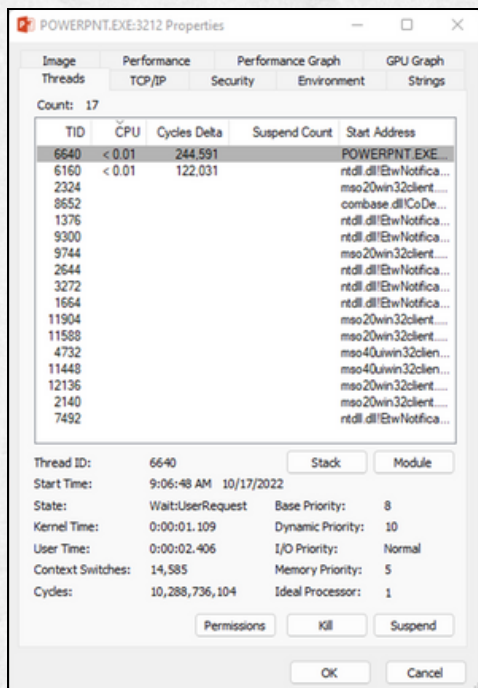 POWERPNT.EXE:3212 Properties
Image Performance Performance Graph GPU Graph
Threads TCP/IP Security Environment Strings
Count: 17
TID CPU Cycles Delta Suspend Count Start Address
6640 < 0.01 244,591 POWERPNT.EXE...
6160 < 0.01 122,031 ntdll.dll!EtwNotifica...
2324 mso20win32client....
8652 combase.dll!CoDe...
1376 ntdll.dll!EtwNotifica...
9300 ntdll.dll!EtwNotifica...
9744 mso20win32client....
2644 ntdll.dll!EtwNotifica...
3272 ntdll.dll!EtwNotifica...
1664 ntdll.dll!EtwNotifica...
11904 mso20win32client....
11588 mso20win32client....
4732 mso40uiwin32clien...
11448 mso40uiwin32clien...
12136 mso20win32client....
2140 mso20win32client....
7492 ntdll.dll!EtwNotifica...
Thread ID: 6640 Stack Module
Start Time: 9:06:48 AM 10/17/2022
State: Wait:UserRequest Base Priority: 8
Kernel Time: 0:00:01.109 Dynamic Priority: 10
User Time: 0:00:02.406 I/O Priority: Normal
Context Switches: 14,585 Memory Priority: 5
Cycles: 10,288,736,104 Ideal Processor: 1
Permissions Kill Suspend
OK Cancel